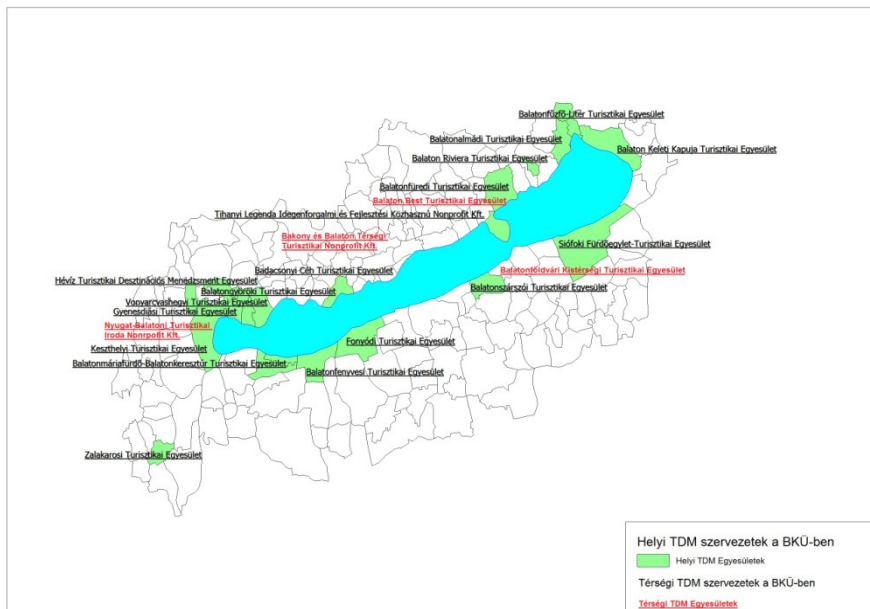 Balatonfűzfő-Litér Turisztikai Egyesület
Balatonalmádi Turisztikai Egyesület
Balaton Keleti Kapuja Turisztikai Egyesület
Balaton Riviera Turisztikai Egyesület
Balatonfüredi Turisztikai Egyesület
Balaton Best Turisztikai Egyesület
Tihanyi Legenda Idegenforgalmi és Fejlesztési Közhasznú Nonprofit Kft.
Bakony és Balaton Térségi
Turisztikai Nonprofit Kft.
Siófoki Fürdőegylet-Turisztikai Egyesület
Badacsonyi Céh Turisztikai Egyesület
Balatonföldvári Kistérségi Turisztikai Egyesület
Hévíz Turisztikai Desztinációs Menedzsment Egyesület
Balatongyöröki Turisztikai Egyesület
Balatonszárszói Turisztikai Egyesület
Vonyarcvashegyi Turisztikai Egyesület
Gyenesdiási Turisztikai Egyesület
Nyugat-Balatoni Turisztikai
Iroda Nonrpofit Kft.
Fonyódi Turisztikai Egyesület
Keszthelyi Turisztikai Egyesület
Balatonmáriafürdő-Balatonkeresztúr Turisztikai Egyesület
Balatonfenyvesi Turisztikai Egyesület
Zalakarosi Turisztikai Egyesület
Helyi TDM szervezetek a BKÜ-ben
Helyi TDM Egyesületek
Térségi TDM szervezetek a BKÜ-ben
Térségi TDM Egyesületek